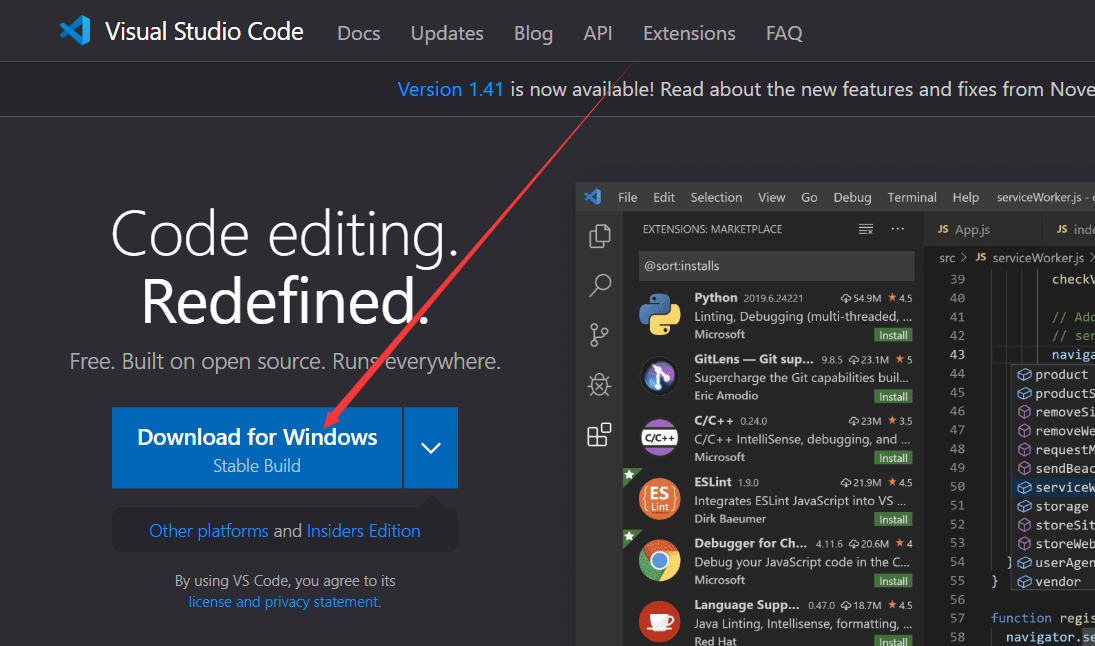 Visual Studio Code Docs Updates Blog API Extensions FAQ
Version 1.41 is now available! Read about the new features and fixes from Nove
Code editing.
Redefined.
Free. Built on open source. Runs everywhere.
Download for Windows
Stable Build
Other platforms and Insiders Edition
By using VS Code, you agree to its
license and privacy statement.
File Edit Selection View Go Debug Terminal Help serviceWorker.js -
EXTENSIONS: MARKETPLACE
@sort:installs
Python 2019.6.24221 54.9M ★ 4.5
Linting, Debugging (multi-threaded, ...
Microsoft Install
GitLens — Git sup... 9.8.5 23.1M ★ 5
Supercharge the Git capabilities buil...
Eric Amodio Install
C/C++
C/C++ 0.24.0 23M ★ 3.5
C/C++ IntelliSense, debugging, and ...
Microsoft Install
ES
Lint
ESLint 1.9.0 21.9M ★ 4.5
Integrates ESLint JavaScript into VS ...
Dirk Baeumer Install
Debugger for Ch... 4.11.6 20.6M ★ 4
Debug your JavaScript code in the C...
Microsoft Install
Language Supp... 0.47.0 18.7M ★ 4.5
Java Linting, Intellisense, formatting, ...
Red Hat Install
JS App.js JS inde
src > JS serviceWorker.js >
39 checkV
40
41 // Add
42 // ser
43 naviga
44 product
45 productS
46 removeSi
47 removeWe
48 requestM
49 sendBeac
50 serviceW
51 storage
52 storeSit
53 storeWeb
54 } userAgen
55 } vendor
56
57 function regis
58 navigator.se